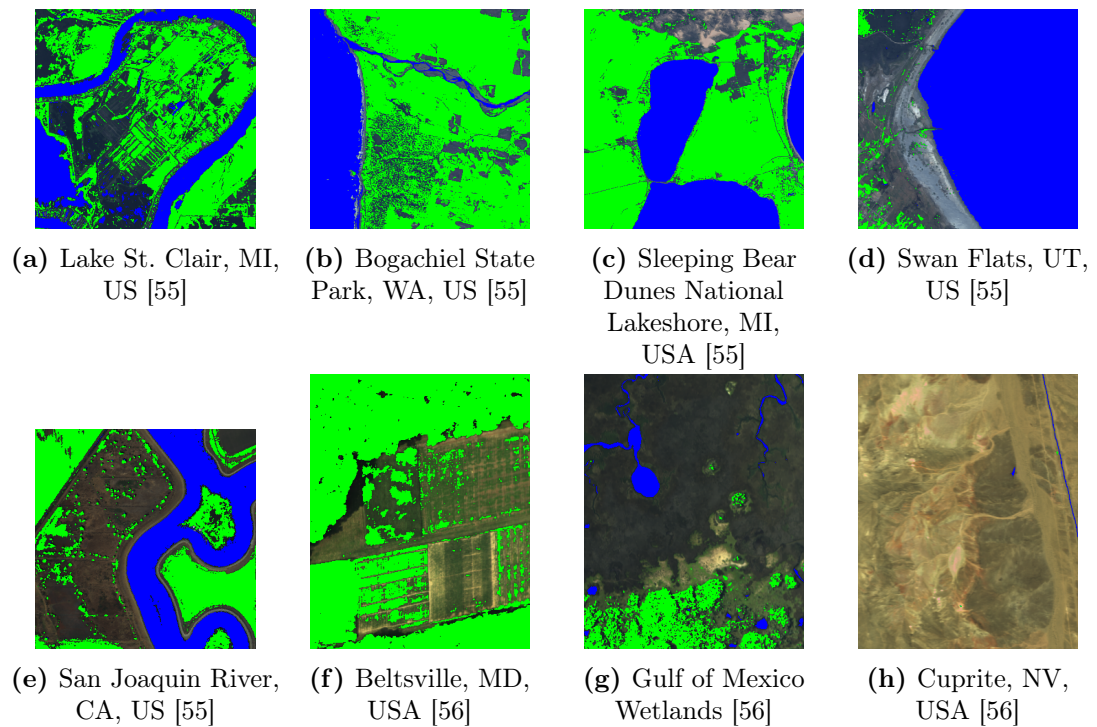 (a) Lake St. Clair, MI,
US [55]
(b) Bogachiel State
Park, WA, US [55]
(c) Sleeping Bear
Dunes National
Lakeshore, MI,
USA [55]
(d) Swan Flats, UT,
US [55]
(e) San Joaquin River,
CA, US [55]
(f) Beltsville, MD,
USA [56]
(g) Gulf of Mexico
Wetlands [56]
(h) Cuprite, NV,
USA [56]